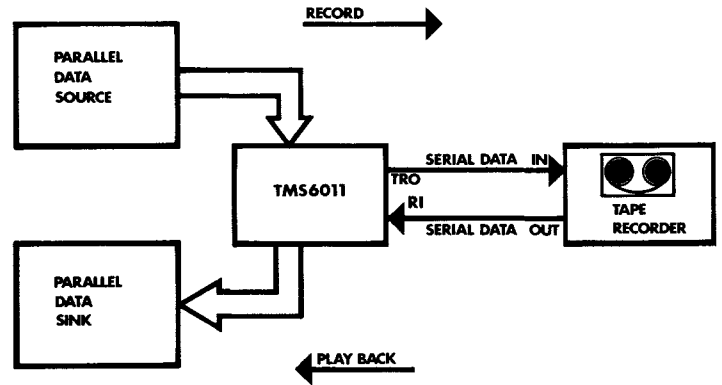 RECORD
PARALLEL
DATA
SOURCE
TMS6011
SERIAL DATA IN
TRO
RI
SERIAL DATA OUT
TAPE
RECORDER
PARALLEL
DATA
SINK
PLAY BACK